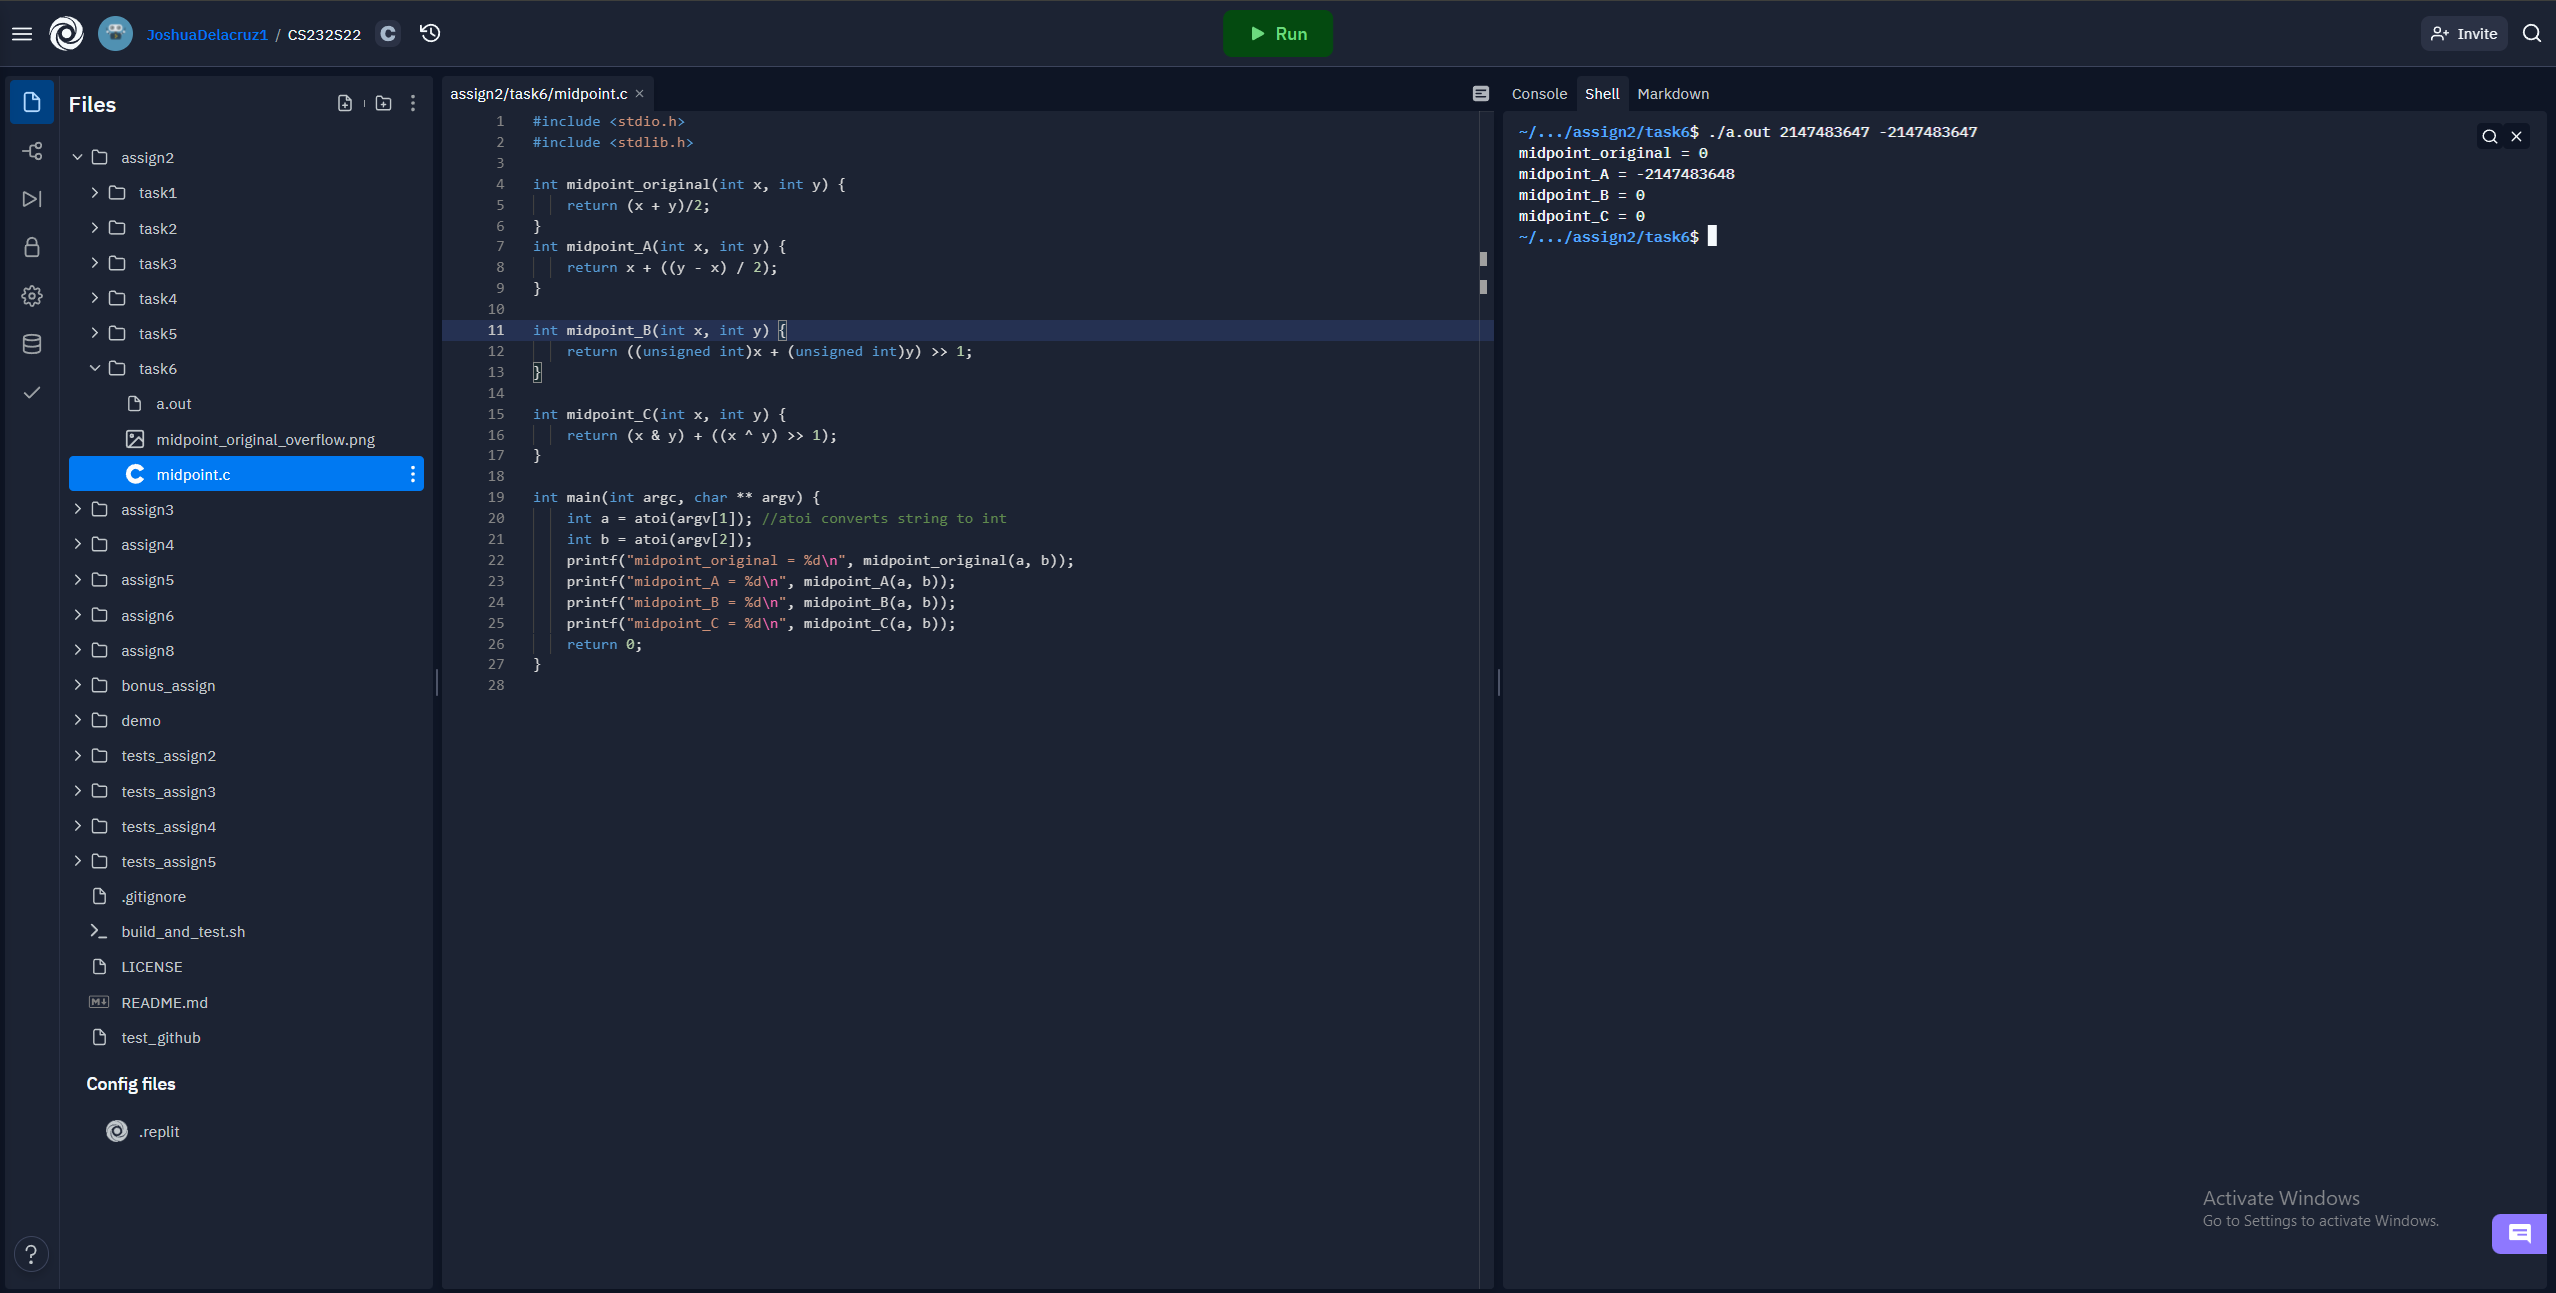 JoshuaDelacruz1 / CS232S22 C
Run
Invite
Files
assign2
task1
task2
task3
task4
task5
task6
a.out
midpoint_original_overflow.png
midpoint.c
assign3
assign4
assign5
assign6
assign8
bonus_assign
demo
tests_assign2
tests_assign3
tests_assign4
tests_assign5
.gitignore
build_and_test.sh
LICENSE
README.md
test_github
Config files
.replit
?
assign2/task6/midpoint.c ×
1 #include <stdio.h>
2 #include <stdlib.h>
3
4 int midpoint_original(int x, int y) {
5 return (x + y)/2;
6 }
7 int midpoint_A(int x, int y) {
8 return x + ((y - x) / 2);
9 }
10
11 int midpoint_B(int x, int y) {
12 return ((unsigned int)x + (unsigned int)y) >> 1;
13 }
14
15 int midpoint_C(int x, int y) {
16 return (x & y) + ((x ^ y) >> 1);
17 }
18
19 int main(int argc, char ** argv) {
20 int a = atoi(argv[1]); //atoi converts string to int
21 int b = atoi(argv[2]);
22 printf("midpoint_original = %d\n", midpoint_original(a, b));
23 printf("midpoint_A = %d\n", midpoint_A(a, b));
24 printf("midpoint_B = %d\n", midpoint_B(a, b));
25 printf("midpoint_C = %d\n", midpoint_C(a, b));
26 return 0;
27 }
28
Console Shell Markdown
~/.../assign2/task6$ ./a.out 2147483647 -2147483647
midpoint_original = 0
midpoint_A = -2147483648
midpoint_B = 0
midpoint_C = 0
~/.../assign2/task6$
Activate Windows
Go to Settings to activate Windows.